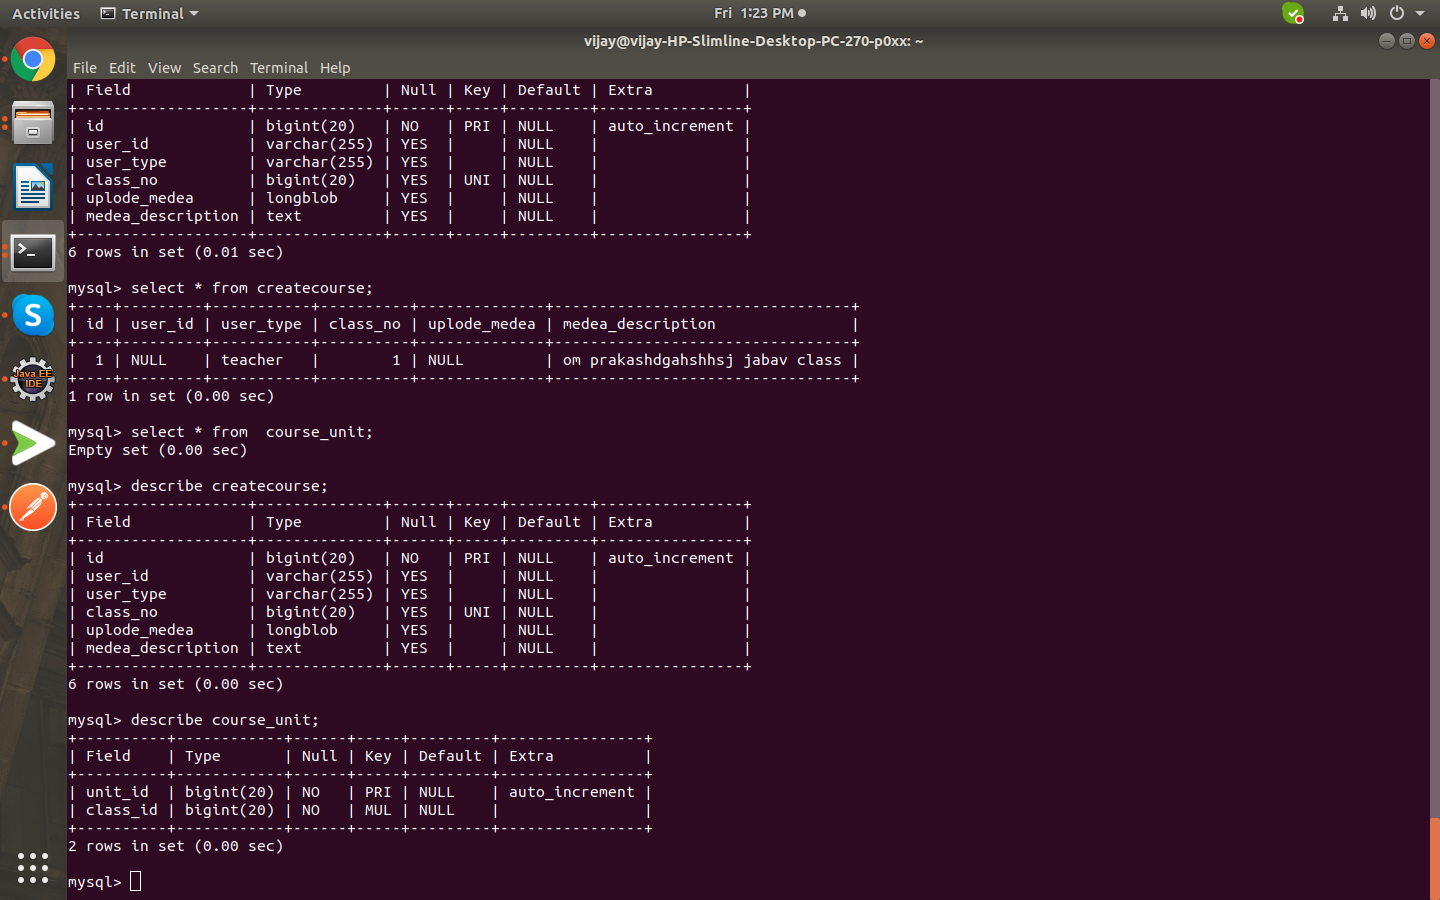 Activities Terminal Fri 1:23 PM
vijay@vijay-HP-Slimline-Desktop-PC-270-p0xx: ~
File Edit View Search Terminal Help
| Field             | Type         | Null | Key | Default | Extra          |
+-------------------+--------------+------+-----+---------+----------------+
| id                | bigint(20)   | NO   | PRI | NULL    | auto_increment |
| user_id           | varchar(255) | YES  |     | NULL    |                |
| user_type         | varchar(255) | YES  |     | NULL    |                |
| class_no          | bigint(20)   | YES  | UNI | NULL    |                |
| uplode_medea      | longblob     | YES  |     | NULL    |                |
| medea_description | text         | YES  |     | NULL    |                |
+-------------------+--------------+------+-----+---------+----------------+
6 rows in set (0.01 sec)
mysql> select * from createcourse;
+----+---------+-----------+----------+--------------+---------------------------------+
| id | user_id | user_type | class_no | uplode_medea | medea_description               |
+----+---------+-----------+----------+--------------+---------------------------------+
|  1 | NULL    | teacher   |        1 | NULL         | om prakashdgahshhsj jabav class |
+----+---------+-----------+----------+--------------+---------------------------------+
1 row in set (0.00 sec)
mysql> select * from  course_unit;
Empty set (0.00 sec)
mysql> describe createcourse;
+-------------------+--------------+------+-----+---------+----------------+
| Field             | Type         | Null | Key | Default | Extra          |
+-------------------+--------------+------+-----+---------+----------------+
| id                | bigint(20)   | NO   | PRI | NULL    | auto_increment |
| user_id           | varchar(255) | YES  |     | NULL    |                |
| user_type         | varchar(255) | YES  |     | NULL    |                |
| class_no          | bigint(20)   | YES  | UNI | NULL    |                |
| uplode_medea      | longblob     | YES  |     | NULL    |                |
| medea_description | text         | YES  |     | NULL    |                |
+-------------------+--------------+------+-----+---------+----------------+
6 rows in set (0.00 sec)
mysql> describe course_unit;
+----------+------------+------+-----+---------+----------------+
| Field    | Type       | Null | Key | Default | Extra          |
+----------+------------+------+-----+---------+----------------+
| unit_id  | bigint(20) | NO   | PRI | NULL    | auto_increment |
| class_id | bigint(20) | NO   | MUL | NULL    |                |
+----------+------------+------+-----+---------+----------------+
2 rows in set (0.00 sec)
mysql>
S
Java EE
IDE